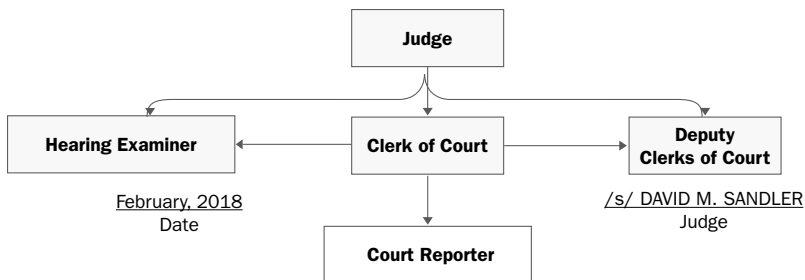 Judge
Hearing Examiner
Clerk of Court
Deputy
Clerks of Court
February, 2018
Date
/s/ DAVID M. SANDLER
Judge
Court Reporter